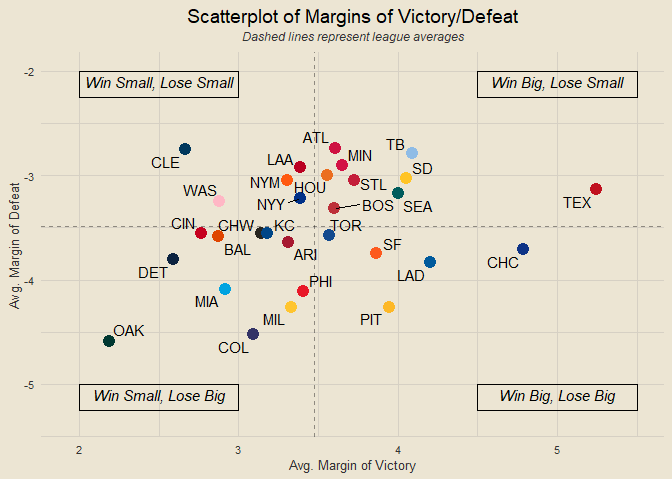 Scatterplot of Margins of Victory/Defeat
Dashed lines represent league averages
-2
Win Small, Lose Small
Win Big, Lose Small
ATL
TB
MIN
CLE
LAA
SD
-3
NYM
HOU
STL
WAS
NYY
BOS
SEA
TEX
CIN
CHW
KC
TOR
BAL
ARI
SF
DET
LAD
CHC
-4
PHI
MIA
MIL
PIT
OAK
COL
-5
Win Small, Lose Big
Win Big, Lose Big
Avg. Margin of Defeat
2
3
4
5
Avg. Margin of Victory